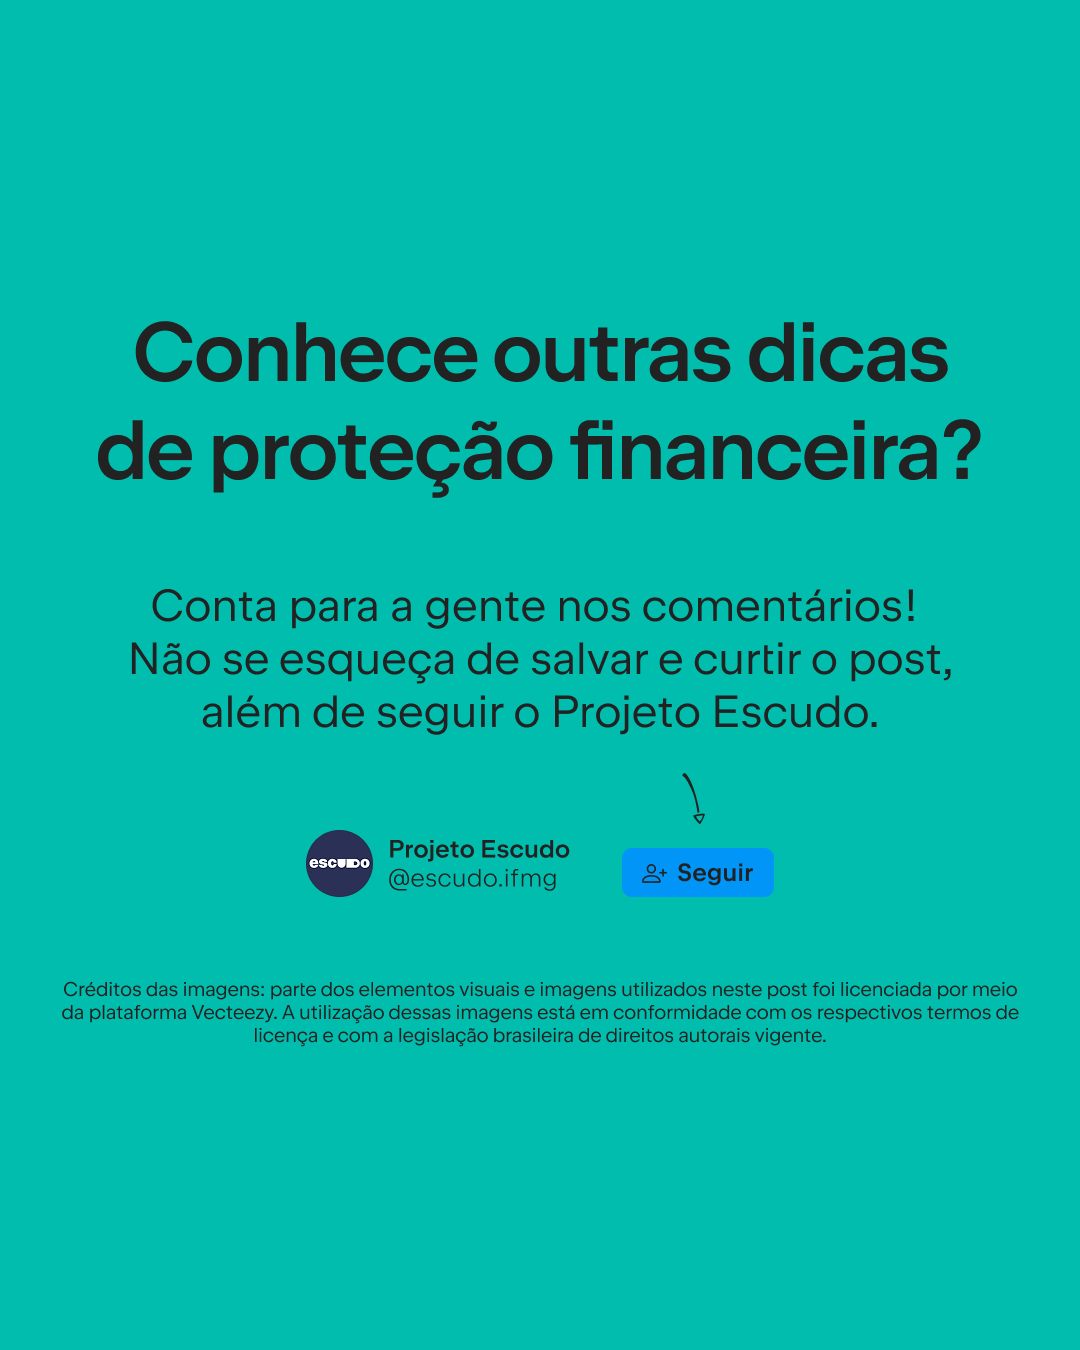 Conhece outras dicas
de proteção financeira?
Conta para a gente nos comentários!
Não se esqueça de salvar e curtir o post,
além de seguir o Projeto Escudo.
escudo
Projeto Escudo
@escudo.ifmg
Seguir
Créditos das imagens: parte dos elementos visuais e imagens utilizados neste post foi licenciada por meio
da plataforma Vecteezy. A utilização dessas imagens está em conformidade com os respectivos termos de
licença e com a legislação brasileira de direitos autorais vigente.